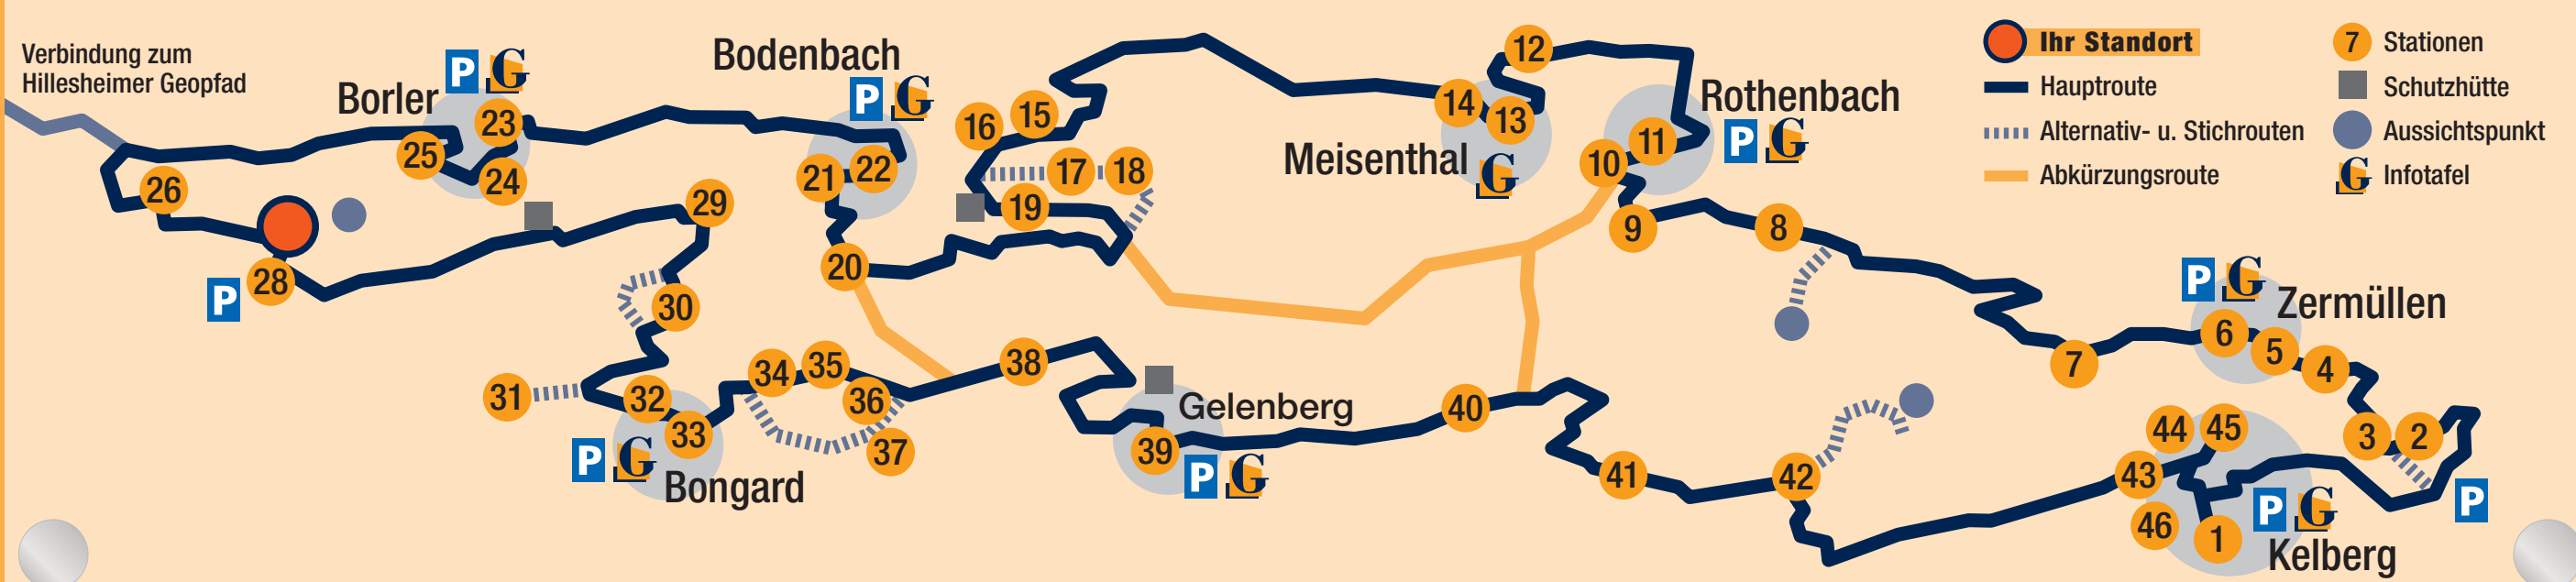 Verbindung zum
Hillesheimer Geopfad
Borler
P G
Bodenbach
P G
Meisenthal
G
Rothenbach
P G
Ihr Standort
Hauptroute
Alternativ- u. Stichrouten
Abkürzungsroute
7 Stationen
Schutzhütte
Aussichtspunkt
G Infotafel
23
25
24
26
28
P
29
30
31
32
33
P G
Bongard
21
22
20
16
15
17
18
19
34
35
36
37
38
Gelenberg
39
P G
40
12
14
13
11
10
9
8
7
P G
Zermüllen
6
5
4
3
2
P
41
42
43
44
45
46
1
P G
Kelberg